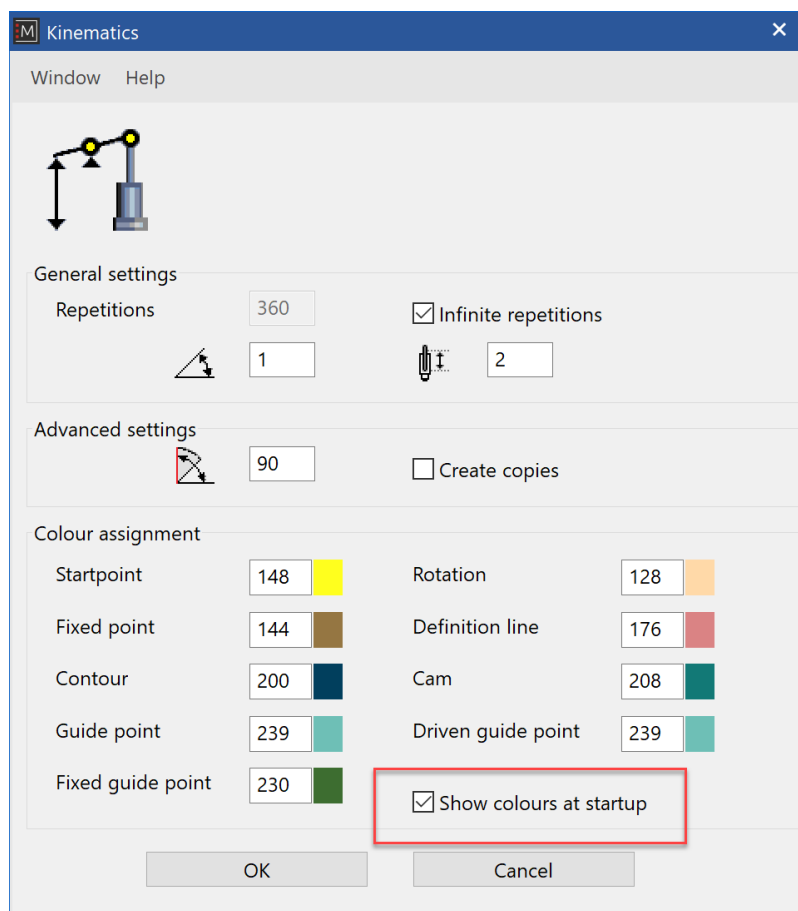 M Kinematics
Window Help
General settings
Repetitions 360 Infinite repetitions
1 2
Advanced settings
90 Create copies
Colour assignment
Startpoint 148 Rotation 128
Fixed point 144 Definition line 176
Contour 200 Cam 208
Guide point 239 Driven guide point 239
Fixed guide point 230 Show colours at startup
OK Cancel